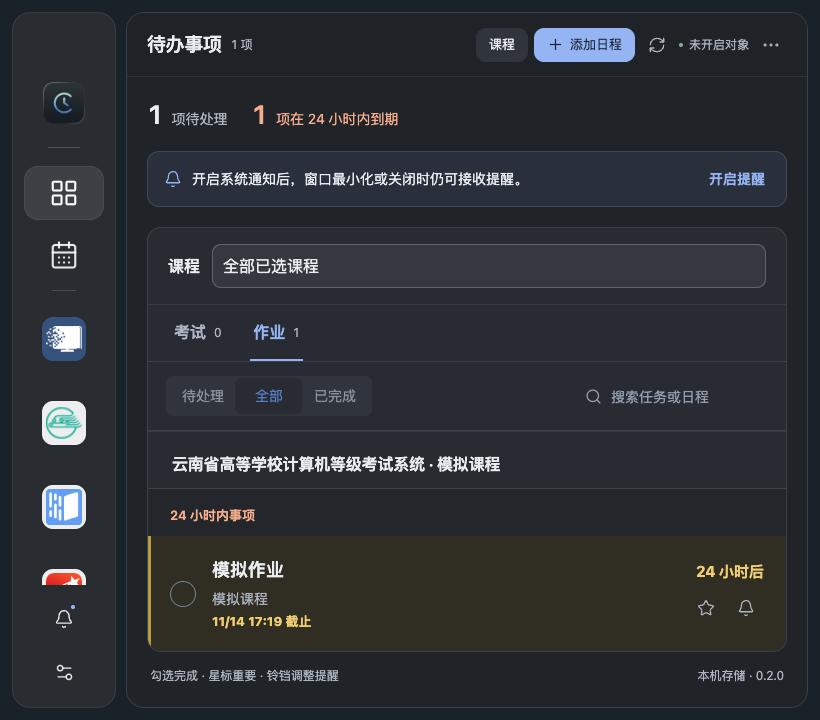 待办事项 1 项
课程 添加日程 未开启对象
1 项待处理 1 项在 24 小时内到期
开启系统通知后，窗口最小化或关闭时仍可接收提醒。 开启提醒
课程 全部已选课程
考试 0 作业 1
待处理 全部 已完成 搜索任务或日程
云南省高等学校计算机等级考试系统 · 模拟课程
24 小时内事项
模拟作业
24 小时后
模拟课程
11/14 17:19 截止
勾选完成 · 星标重要 · 铃铛调整提醒 本机存储 · 0.2.0